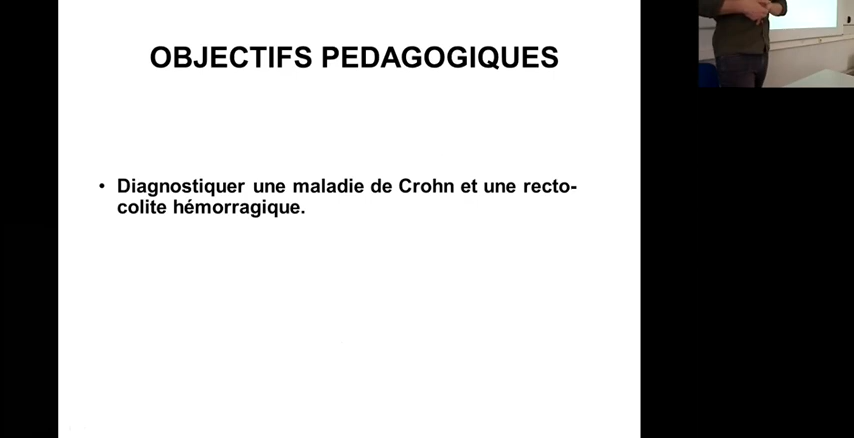 OBJECTIFS PEDAGOGIQUES
• Diagnostiquer une maladie de Crohn et une recto-
colite hémorragique.